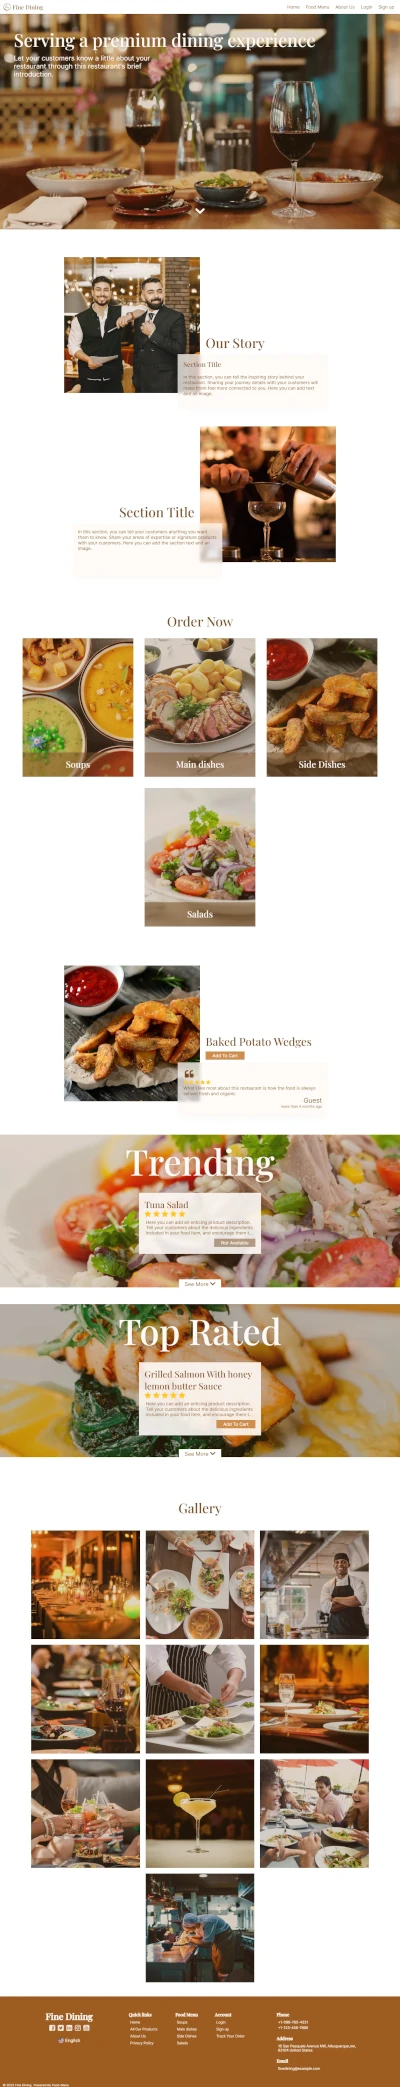 Fine Dining
Home Food Menu About Us Login Sign up
Serving a premium dining experience
Let your customers know a little about your
restaurant through this restaurant's brief
introduction.
Our Story
Section Title
In this section, you can tell the inspiring story behind your
restaurant. Sharing your journey details with your customers will
make them feel more connected to you. Here you can add text
and an image.
Section Title
In this section, you can tell your customers anything you want
them to know. Share your areas of expertise or signature products
with your customers. Here you can add the section text and an
image.
Order Now
Soups
Main dishes
Side Dishes
Salads
Baked Potato Wedges
Add To Cart
What I like most about this restaurant is how the food is always
served fresh and organic
Guest
more than 4 months ago
Trending
Tuna Salad
Here you can add an enticing product description.
Tell your customers about the delicious ingredients
included in your food item, and encourage them t...
Not Available
See More
Top Rated
Grilled Salmon With honey
lemon butter Sauce
Here you can add an enticing product description.
Tell your customers about the delicious ingredients
included in your food item, and encourage them t...
Add To Cart
See More
Gallery
Fine Dining
English
Quick links
Home
All Our Products
About Us
Privacy Policy
Food Menu
Soups
Main dishes
Side Dishes
Salads
Account
Login
Sign up
Track Your Order
Phone
Address
Email
finedining@example.com